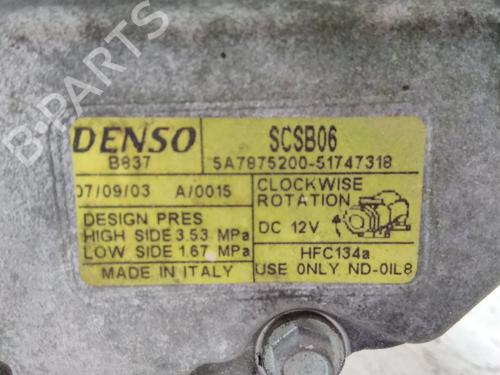 DENSO SCSB06
B837 5A7875200-51747318
07/09/03 A/0015
CLOCKWISE
ROTATION
DC 12V
DESIGN PRES
HIGH SIDE 3.53 MPa
LOW SIDE 1.67 MPa
HFC134a
MADE IN ITALY
USE ONLY ND-OIL8
B-PARTS